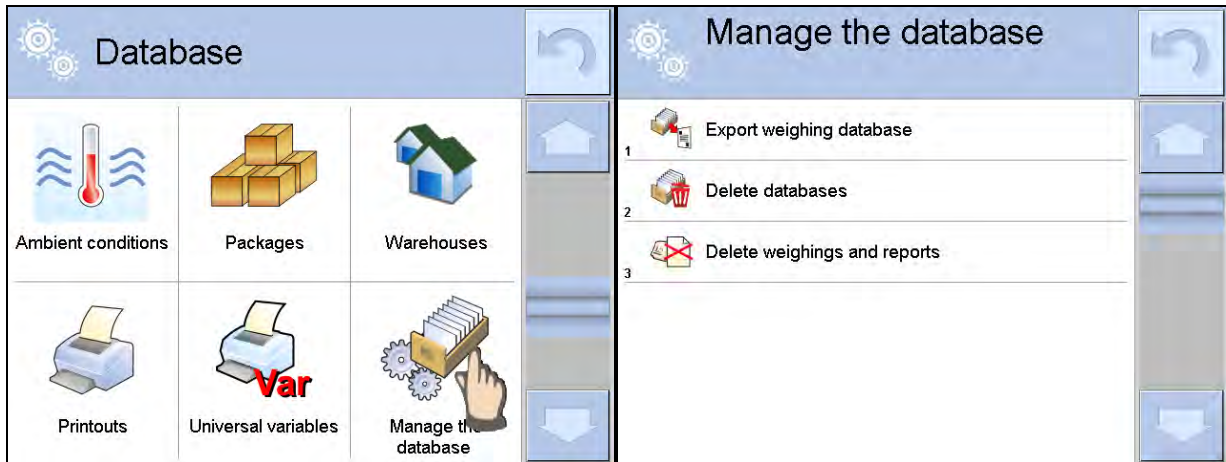 Database
Ambient conditions
Packages
Warehouses
Printouts
Var
Universal variables
Manage the
database
Manage the database
1
Export weighing database
2
Delete databases
3
Delete weighings and reports